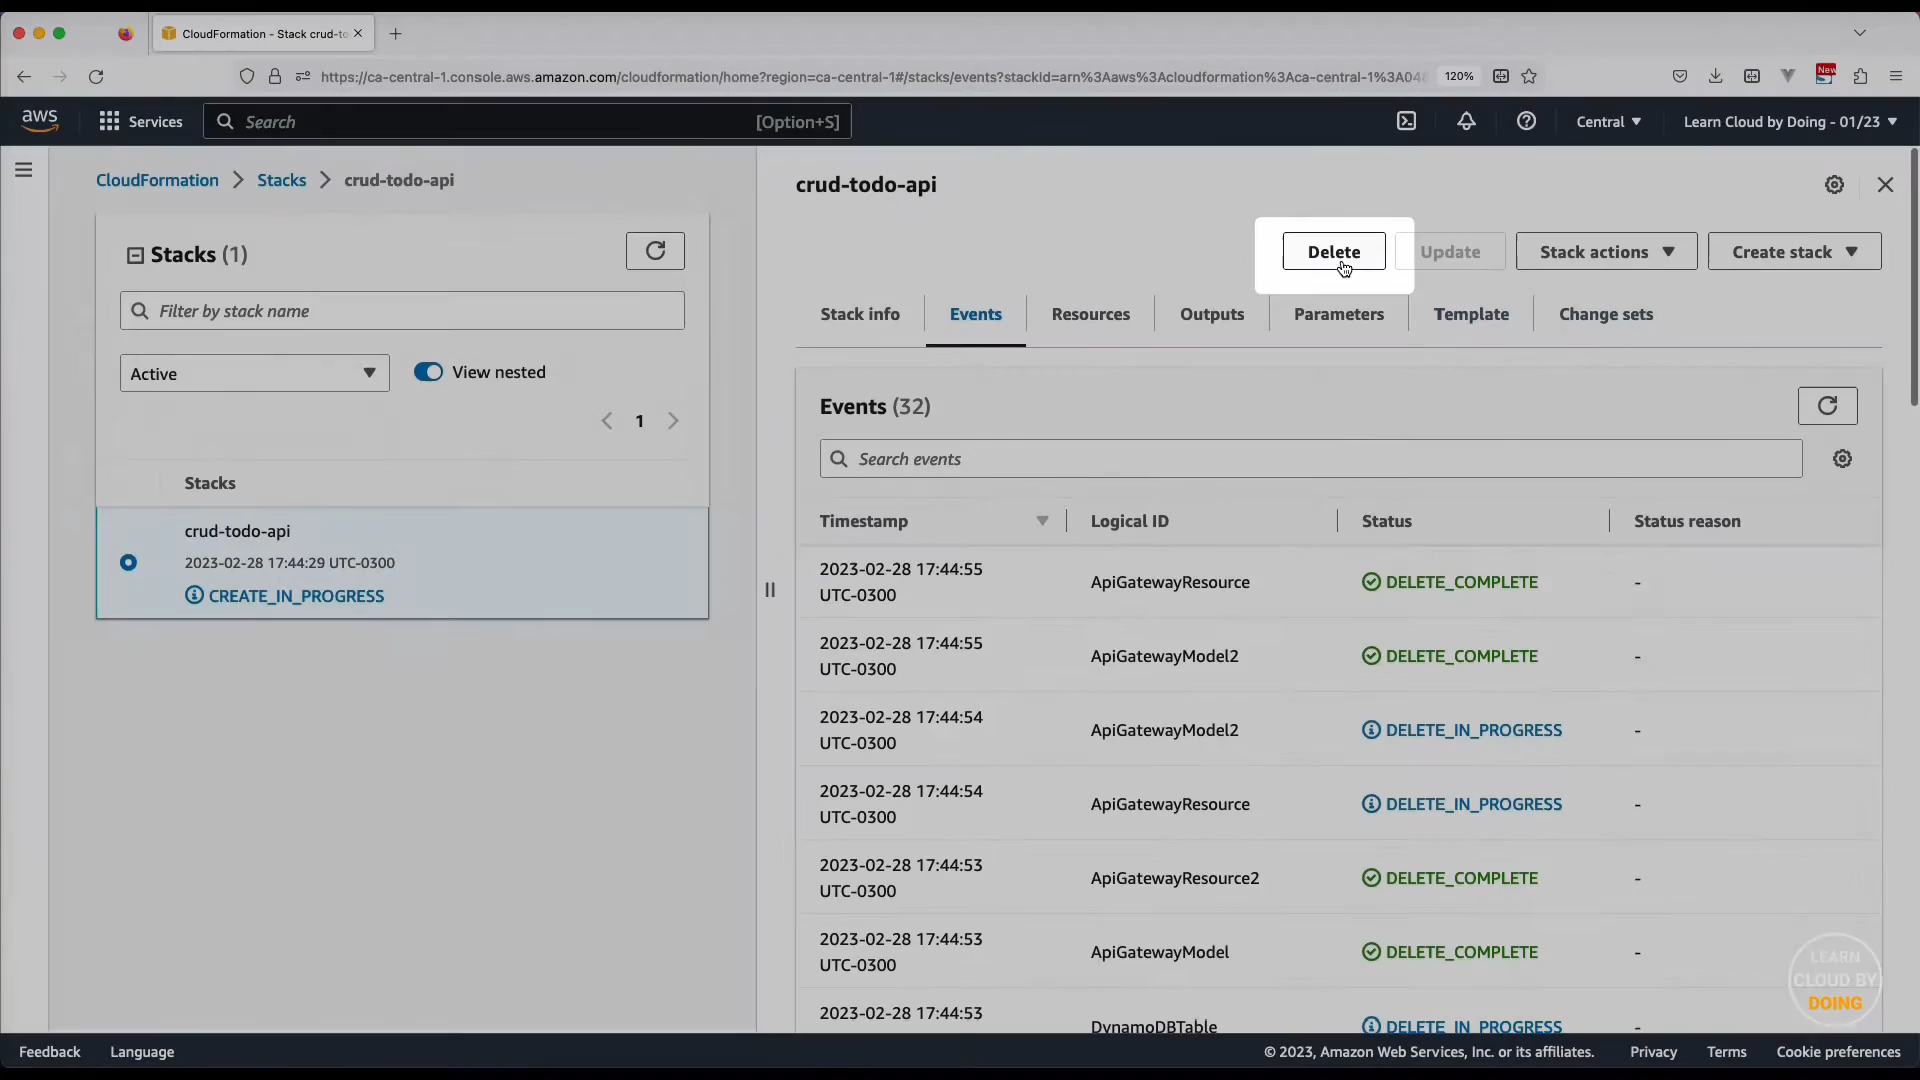 CloudFormation - Stack crud-to
https://ca-central-1.console.aws.amazon.com/cloudformation/home?region=ca-central-1#/stacks/events?stackId=arn%3Aaws%3Acloudformation%3Aca-central-1%3A046
120%
New
aws
Services
Search
[Option+S]
Central
Learn Cloud by Doing - 01/23
CloudFormation > Stacks > crud-todo-api
Stacks (1)
Filter by stack name
Active
View nested
1
Stacks
crud-todo-api
2023-02-28 17:44:29 UTC-0300
CREATE_IN_PROGRESS
crud-todo-api
Delete
Update
Stack actions
Create stack
Stack info
Events
Resources
Outputs
Parameters
Template
Change sets
Events (32)
Search events
Timestamp
Logical ID
Status
Status reason
2023-02-28 17:44:55
UTC-0300
ApiGatewayResource
DELETE_COMPLETE
-
2023-02-28 17:44:55
UTC-0300
ApiGatewayModel2
DELETE_COMPLETE
-
2023-02-28 17:44:54
UTC-0300
ApiGatewayModel2
DELETE_IN_PROGRESS
-
2023-02-28 17:44:54
UTC-0300
ApiGatewayResource
DELETE_IN_PROGRESS
-
2023-02-28 17:44:53
UTC-0300
ApiGatewayResource2
DELETE_COMPLETE
-
2023-02-28 17:44:53
UTC-0300
ApiGatewayModel
DELETE_COMPLETE
-
2023-02-28 17:44:53
DynamoDBTable
DELETE_IN_PROGRESS
-
LEARN
CLOUD BY
DOING
Feedback
Language
© 2023, Amazon Web Services, Inc. or its affiliates.
Privacy
Terms
Cookie preferences